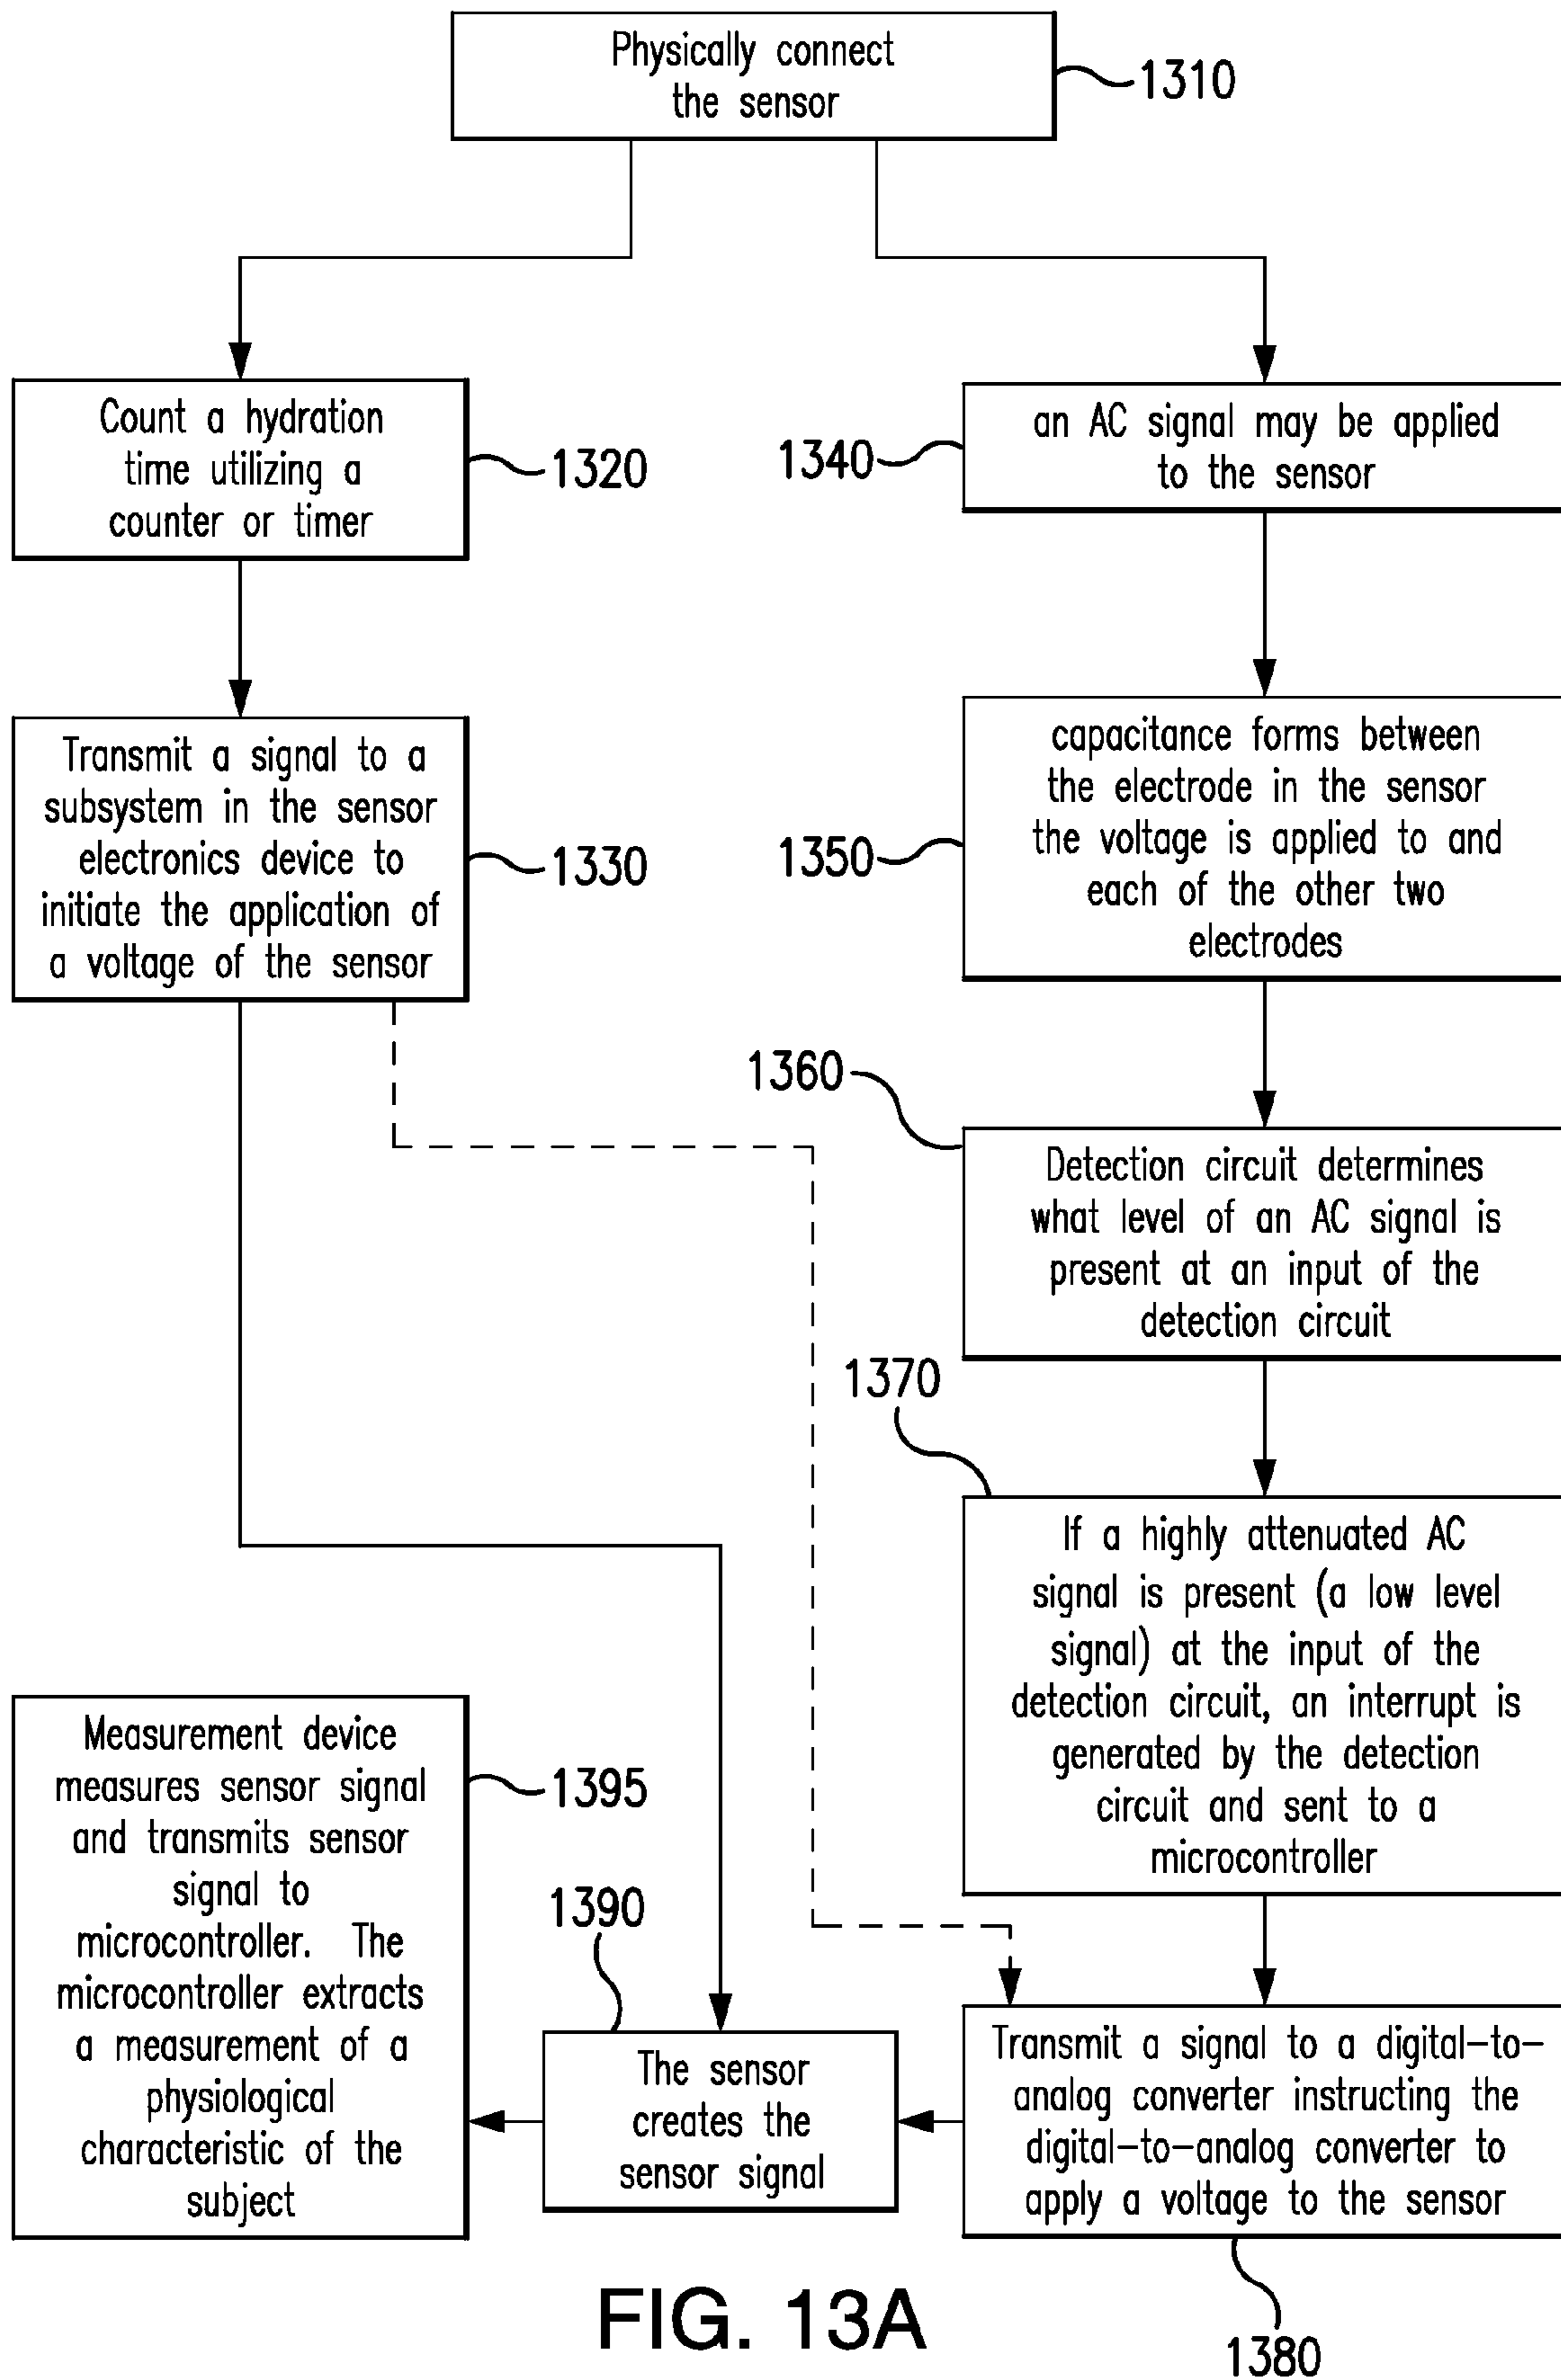 Physically connect
the sensor
1310
Count a hydration
time utilizing a
counter or timer
1320
1340
an AC signal may be applied
to the sensor
Transmit a signal to a
subsystem in the sensor
electronics device to
initiate the application of
a voltage of the sensor
1330
1350
capacitance forms between
the electrode in the sensor
the voltage is applied to and
each of the other two
electrodes
1360
Detection circuit determines
what level of an AC signal is
present at an input of the
detection circuit
1370
If a highly attenuated AC
signal is present (a low level
signal) at the input of the
detection circuit, an interrupt is
generated by the detection
circuit and sent to a
microcontroller
Measurement device
measures sensor signal
and transmits sensor
signal to
microcontroller. The
microcontroller extracts
a measurement of a
physiological
characteristic of the
subject
1395
1390
The sensor
creates the
sensor signal
Transmit a signal to a digital-to-
analog converter instructing the
digital-to-analog converter to
apply a voltage to the sensor
1380
FIG. 13A